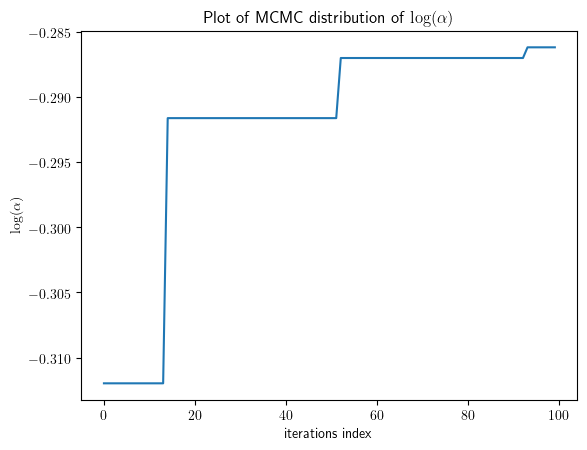 Plot of MCMC distribution of log(α)
−0.285
−0.290
−0.295
−0.300
−0.305
−0.310
log(α)
0 20 40 60 80 100
iterations index